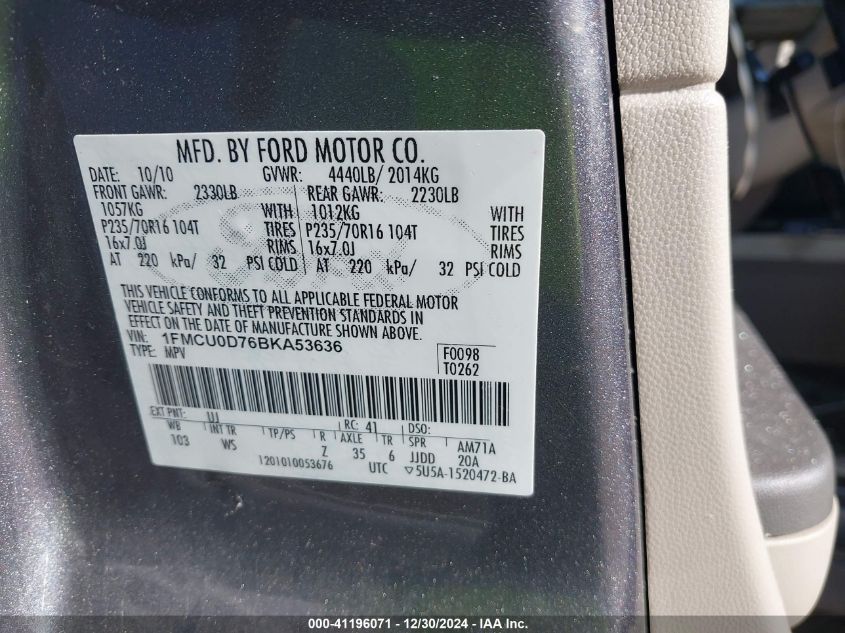 MFD. BY FORD MOTOR CO.
DATE: 10/10 GVWR: 4440LB/ 2014KG
FRONT GAWR: 2330LB REAR GAWR: 2230LB
1057KG WITH 1012KG WITH
P235/70R16 104T TIRES P235/70R16 104T TIRES
16x7.0J RIMS 16x7.0J RIMS
AT 220 kPa/ 32 PSI COLD AT 220 kPa/ 32 PSI COLD
THIS VEHICLE CONFORMS TO ALL APPLICABLE FEDERAL MOTOR
VEHICLE SAFETY AND THEFT PREVENTION STANDARDS IN
EFFECT ON THE DATE OF MANUFACTURE SHOWN ABOVE.
VIN: 1FMCU0D76BKA53636 F0098
TYPE: MPV T0262
EXT PNT: UJ RC: 41 DSO:
WB INT TR TP/PS R AXLE TR SPR AM71A
103 WS Z 35 6 JJDD 20A
1201010053676 UTC ▽5U5A-1520472-BA
000-41196071 - 12/30/2024 - IAA Inc.